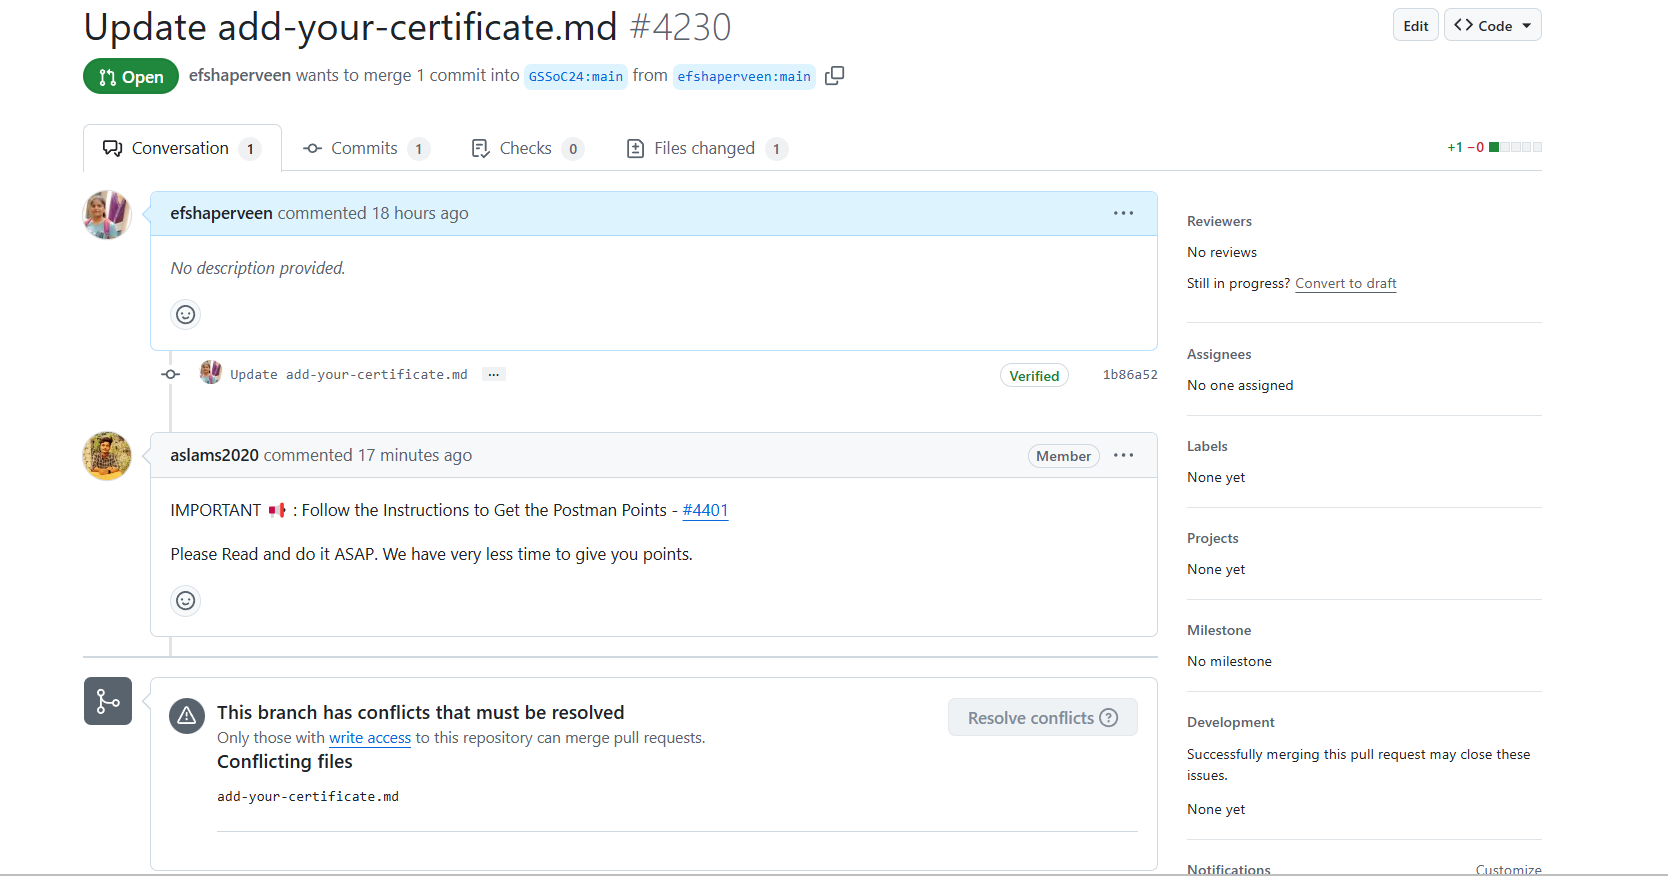 Update add-your-certificate.md #4230
Edit
Code
Open
efshaperveen wants to merge 1 commit into GSSoC24:main from efshaperveen:main
Conversation 1
Commits 1
Checks 0
Files changed 1
+1 −0
efshaperveen commented 18 hours ago
No description provided.
Update add-your-certificate.md ...
Verified
1b86a52
aslams2020 commented 17 minutes ago
Member
IMPORTANT 📢 : Follow the Instructions to Get the Postman Points - #4401
Please Read and do it ASAP. We have very less time to give you points.
This branch has conflicts that must be resolved
Only those with write access to this repository can merge pull requests.
Resolve conflicts
Conflicting files
add-your-certificate.md
Reviewers
No reviews
Still in progress? Convert to draft
Assignees
No one assigned
Labels
None yet
Projects
None yet
Milestone
No milestone
Development
Successfully merging this pull request may close these
issues.
None yet
Notifications
Customize